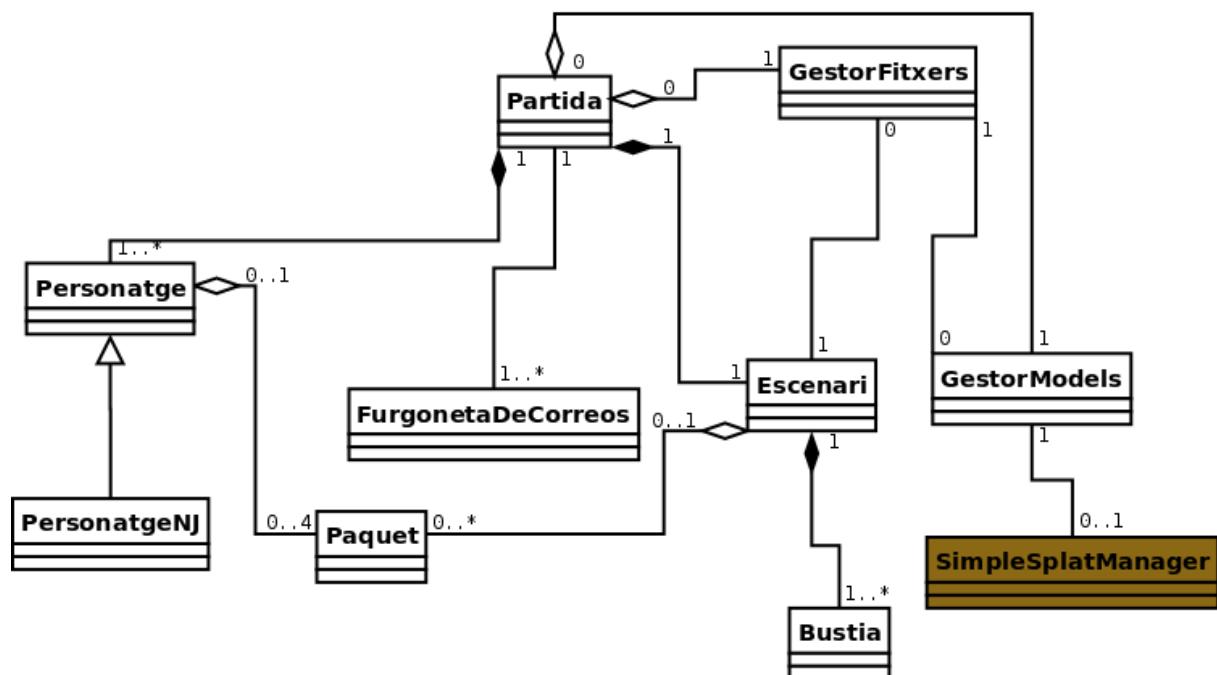 0
1
GestorFitxers
Partida
0
1
1
1
0
1
1..*
0..1
Personatge
1
0
1
1..*
1
Escenari
GestorModels
FurgonetaDeCorreos
0..1
1
1
PersonatgeNJ
0..4
Paquet
0..*
0..1
SimpleSplatManager
1..*
Bustia